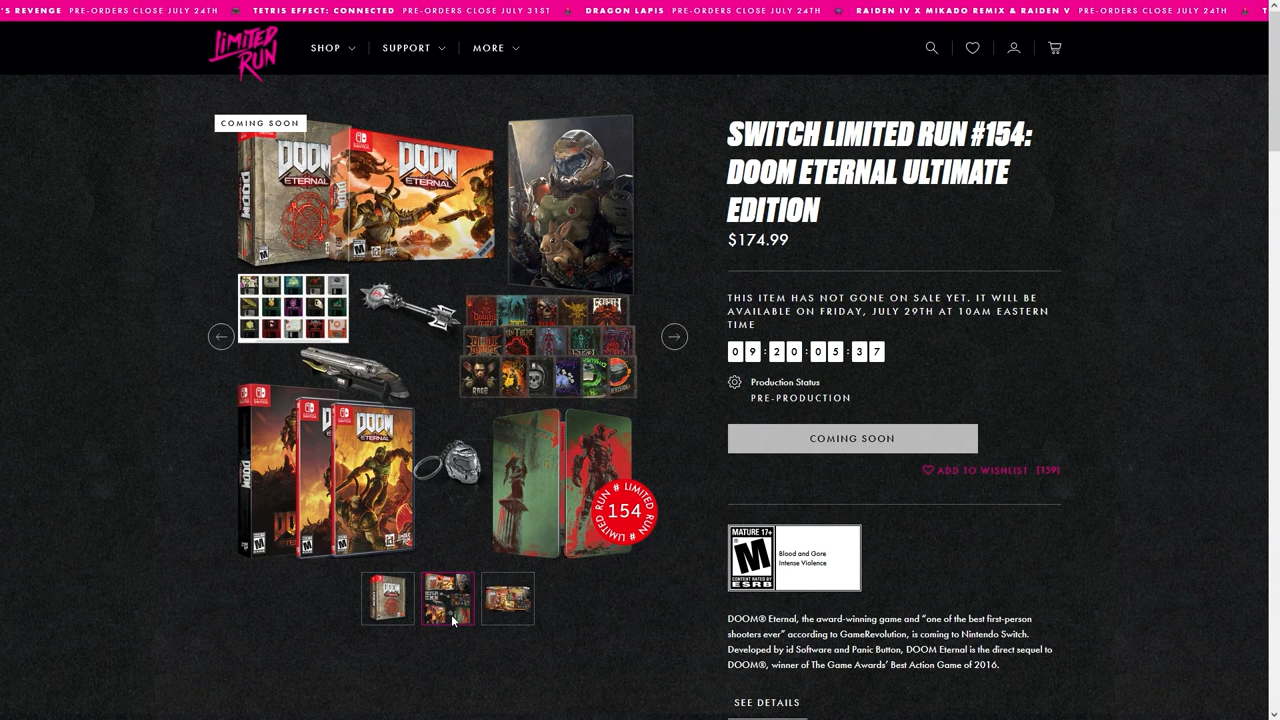 'S REVENGE PRE-ORDERS CLOSE JULY 24TH TETRIS EFFECT: CONNECTED PRE-ORDERS CLOSE JULY 31ST DRAGON LAPIS PRE-ORDERS CLOSE JULY 24TH RAIDEN IV X MIKADO REMIX & RAIDEN V PRE-ORDERS CLOSE JULY 24TH
LIMITED RUN
SHOP SUPPORT MORE
COMING SOON
DOOM ETERNAL
DOOM ETERNAL
DOOM
DOOM ETERNAL
DOOM
LIMITED RUN # LIMITED RUN #
154
SWITCH LIMITED RUN #154:
DOOM ETERNAL ULTIMATE
EDITION
$174.99
THIS ITEM HAS NOT GONE ON SALE YET. IT WILL BE
AVAILABLE ON FRIDAY, JULY 29TH AT 10AM EASTERN
TIME
09:20:05:37
Production Status
PRE-PRODUCTION
COMING SOON
ADD TO WISHLIST (159)
MATURE 17+
M
CONTENT RATED BY
ESRB
Blood and Gore
Intense Violence
DOOM® Eternal, the award-winning game and “one of the best first-person
shooters ever” according to GameRevolution, is coming to Nintendo Switch.
Developed by id Software and Panic Button, DOOM Eternal is the direct sequel to
DOOM®, winner of The Game Awards’ Best Action Game of 2016.
SEE DETAILS